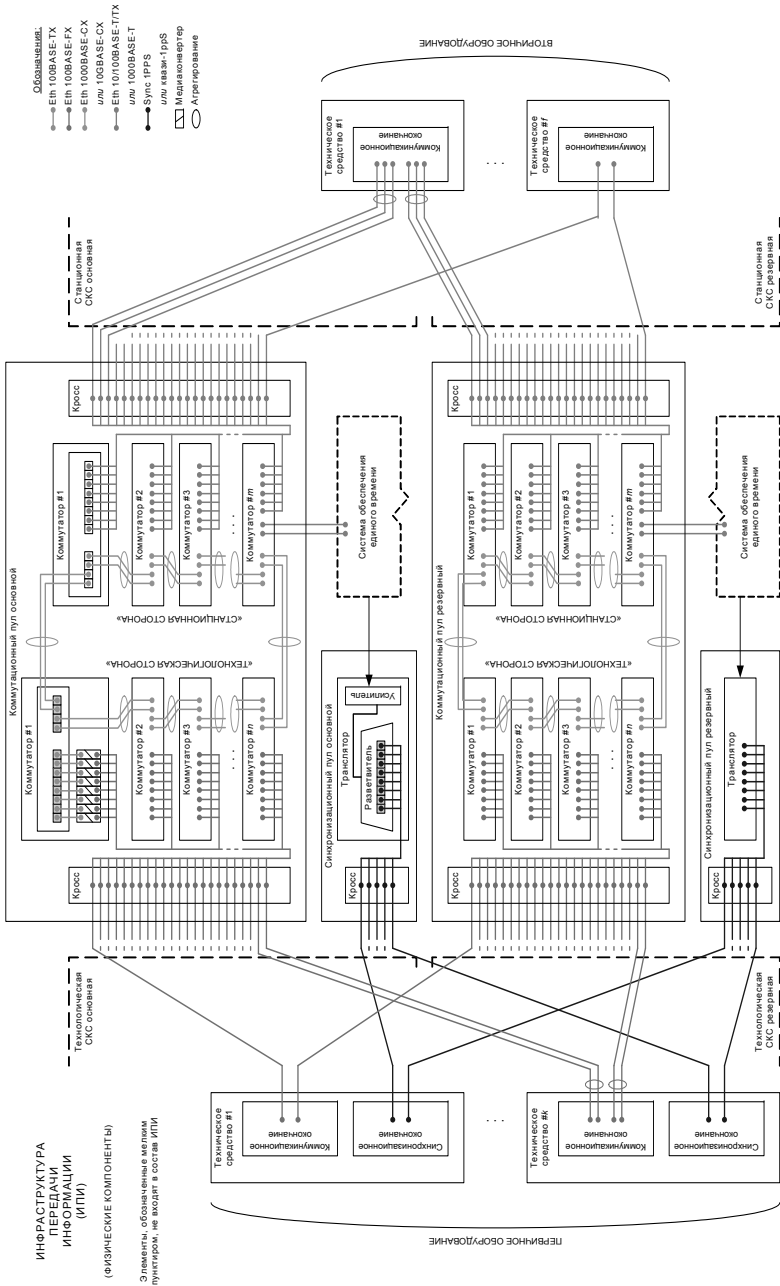 ИНФРАСТРУКТУРА
ПЕРЕДАЧИ
ИНФОРМАЦИИ
(ИПИ)
(ФИЗИЧЕСКИЕ КОМПОНЕНТЫ)
Элементы, обозначенные мелким
пунктиром, не входят в состав ИПИ
Обозначения:
Eth 100BASE-TX
Eth 100BASE-FX
Eth 1000BASE-CX
или 10GBASE-CX
Eth 10/100BASE-T/TX
или 1000BASE-T
Sync 1PPS
или квази-1ppS
Медиаконвертер
Агрегирование
ПЕРВИЧНОЕ ОБОРУДОВАНИЕ
Техническое
средство #1
Коммуникационное
окончание
Синхронизационное
окончание
. . .
Техническое
средство #k
Коммуникационное
окончание
Синхронизационное
окончание
Технологическая
СКС основная
Технологическая
СКС резервная
Коммутационный пул основной
Кросс
Коммутатор #1
Коммутатор #2
Коммутатор #3
. . .
Коммутатор #n
«ТЕХНОЛОГИЧЕСКАЯ СТОРОНА»
«СТАНЦИОННАЯ СТОРОНА»
Коммутатор #1
Коммутатор #2
Коммутатор #3
. . .
Коммутатор #m
Кросс
Синхронизационный пул основной
Кросс
Транслятор
Разветвитель
Усилитель
Система обеспечения
единого времени
Коммутационный пул резервный
Кросс
Коммутатор #1
Коммутатор #2
Коммутатор #3
. . .
Коммутатор #n
«ТЕХНОЛОГИЧЕСКАЯ СТОРОНА»
«СТАНЦИОННАЯ СТОРОНА»
Коммутатор #1
Коммутатор #2
Коммутатор #3
. . .
Коммутатор #m
Кросс
Синхронизационный пул резервный
Кросс
Транслятор
Система обеспечения
единого времени
Станционная
СКС основная
Станционная
СКС резервная
Техническое
средство #1
Коммуникационное
окончание
. . .
Техническое
средство #f
Коммуникационное
окончание
ВТОРИЧНОЕ ОБОРУДОВАНИЕ